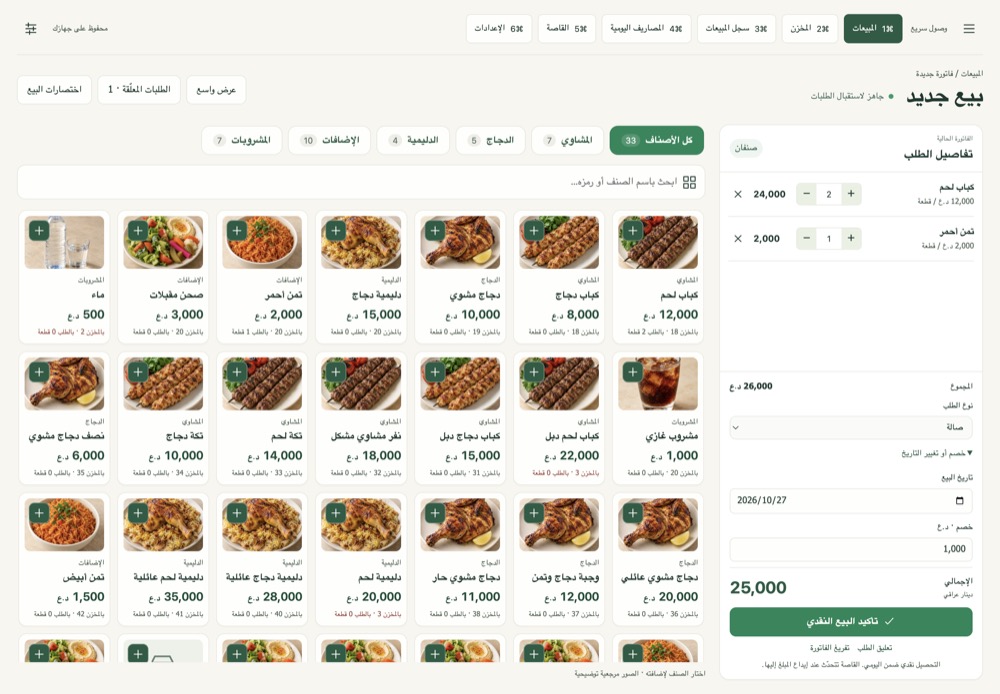 وصول سريع
⌘1 المبيعات
⌘2 المخزن
⌘3 سجل المبيعات
⌘4 المصاريف اليومية
⌘5 القاصة
⌘6 الإعدادات
محفوظ على جهازك
المبيعات / فاتورة جديدة
بيع جديد
جاهز لاستقبال الطلبات
عرض واسع
الطلبات المعلّقة · 1
اختصارات البيع
الفاتورة الحالية
تفاصيل الطلب
صنفان
كباب لحم
12,000 د.ع / قطعة
+ 2 −
24,000 ×
تمن أحمر
2,000 د.ع / قطعة
+ 1 −
2,000 ×
المجموع
26,000 د.ع
نوع الطلب
صالة
▼ خصم أو تغيير التاريخ
تاريخ البيع
2026/10/27
خصم · د.ع
1,000
الإجمالي
دينار عراقي
25,000
✓ تأكيد البيع النقدي
تعليق الطلب
تفريغ الفاتورة
التحصيل نقدي ضمن اليومي. القاصة تتحدّث عند إيداع المبلغ إليها.
كل الأصناف 33
المشاوي 7
الدجاج 5
الدليمية 4
الإضافات 10
المشروبات 7
ابحث باسم الصنف أو رمزه...
المشاوي
كباب لحم
12,000 د.ع
بالمخزن 18 · بالطلب 2 قطعة
المشاوي
كباب دجاج
8,000 د.ع
بالمخزن 18 · بالطلب 0 قطعة
الدجاج
دجاج مشوي
10,000 د.ع
بالمخزن 19 · بالطلب 0 قطعة
الدليمية
دليمية دجاج
15,000 د.ع
بالمخزن 20 · بالطلب 0 قطعة
الإضافات
تمن أحمر
2,000 د.ع
بالمخزن 20 · بالطلب 1 قطعة
الإضافات
صحن مقبلات
3,000 د.ع
بالمخزن 20 · بالطلب 0 قطعة
المشروبات
ماء
500 د.ع
بالمخزن 2 · بالطلب 0 قطعة
المشروبات
مشروب غازي
1,000 د.ع
بالمخزن 20 · بالطلب 0 قطعة
المشاوي
كباب لحم دبل
22,000 د.ع
بالمخزن 3 · بالطلب 0 قطعة
المشاوي
كباب دجاج دبل
15,000 د.ع
بالمخزن 31 · بالطلب 0 قطعة
المشاوي
نفر مشاوي مشكل
18,000 د.ع
بالمخزن 32 · بالطلب 0 قطعة
المشاوي
تكة لحم
14,000 د.ع
بالمخزن 33 · بالطلب 0 قطعة
المشاوي
تكة دجاج
10,000 د.ع
بالمخزن 34 · بالطلب 0 قطعة
الدجاج
نصف دجاج مشوي
6,000 د.ع
بالمخزن 35 · بالطلب 0 قطعة
الدجاج
دجاج مشوي عائلي
20,000 د.ع
بالمخزن 36 · بالطلب 0 قطعة
الدجاج
وجبة دجاج وتمن
12,000 د.ع
بالمخزن 37 · بالطلب 0 قطعة
الدجاج
دجاج مشوي حار
11,000 د.ع
بالمخزن 38 · بالطلب 0 قطعة
الدليمية
دليمية لحم
20,000 د.ع
بالمخزن 3 · بالطلب 0 قطعة
الدليمية
دليمية دجاج عائلية
28,000 د.ع
بالمخزن 40 · بالطلب 0 قطعة
الدليمية
دليمية لحم عائلية
35,000 د.ع
بالمخزن 41 · بالطلب 0 قطعة
الإضافات
تمن أبيض
1,500 د.ع
بالمخزن 42 · بالطلب 0 قطعة
اختار الصنف لإضافته · الصور مرجعية توضيحية